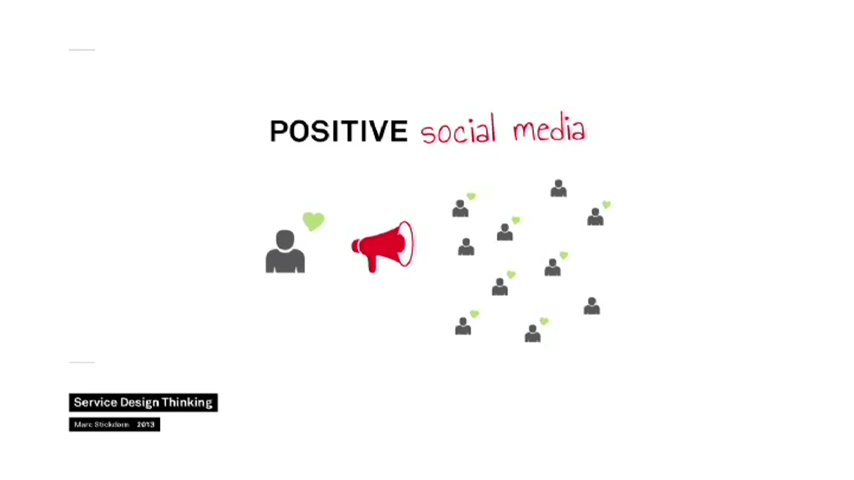 POSITIVE social media
Service Design Thinking
Marc Stickdorn 2013